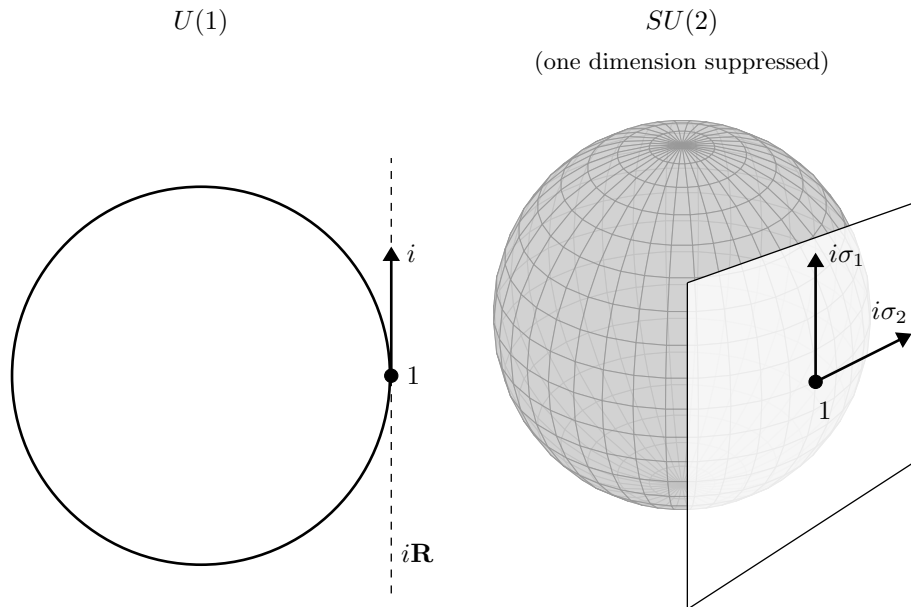 U(1)
i
1
iR
SU(2)
(one dimension suppressed)
iσ₁
iσ₂
1